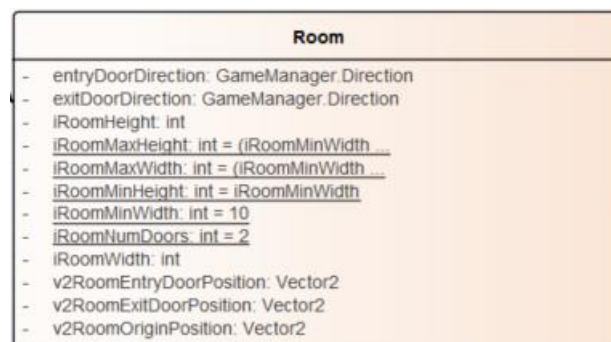 Room
- entryDoorDirection: GameManager.Direction
- exitDoorDirection: GameManager.Direction
- iRoomHeight: int
- iRoomMaxHeight: int = (iRoomMinWidth ...
- iRoomMaxWidth: int = (iRoomMinWidth ...
- iRoomMinHeight: int = iRoomMinWidth
- iRoomMinWidth: int = 10
- iRoomNumDoors: int = 2
- iRoomWidth: int
- v2RoomEntryDoorPosition: Vector2
- v2RoomExitDoorPosition: Vector2
- v2RoomOriginPosition: Vector2